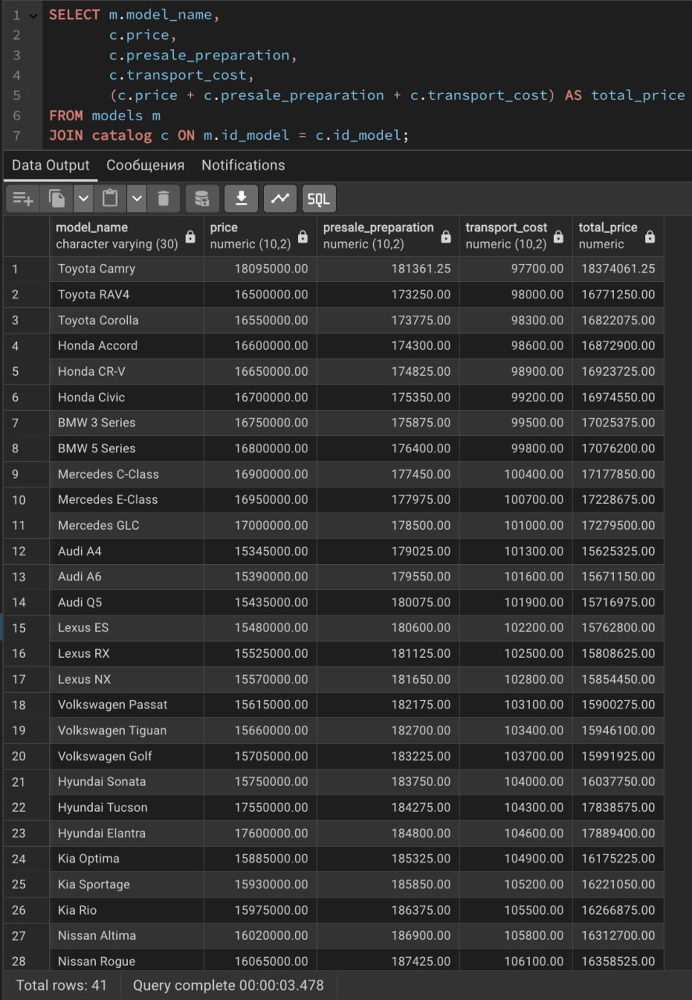 1 SELECT m.model_name,
2 c.price,
3 c.presale_preparation,
4 c.transport_cost,
5 (c.price + c.presale_preparation + c.transport_cost) AS total_price
6 FROM models m
7 JOIN catalog c ON m.id_model = c.id_model;
Data Output Сообщения Notifications
SQL
model_name price presale_preparation transport_cost total_price
character varying (30) numeric (10,2) numeric (10,2) numeric (10,2) numeric
1 Toyota Camry 18095000.00 181361.25 97700.00 18374061.25
2 Toyota RAV4 16500000.00 173250.00 98000.00 16771250.00
3 Toyota Corolla 16550000.00 173775.00 98300.00 16822075.00
4 Honda Accord 16600000.00 174300.00 98600.00 16872900.00
5 Honda CR-V 16650000.00 174825.00 98900.00 16923725.00
6 Honda Civic 16700000.00 175350.00 99200.00 16974550.00
7 BMW 3 Series 16750000.00 175875.00 99500.00 17025375.00
8 BMW 5 Series 16800000.00 176400.00 99800.00 17076200.00
9 Mercedes C-Class 16900000.00 177450.00 100400.00 17177850.00
10 Mercedes E-Class 16950000.00 177975.00 100700.00 17228675.00
11 Mercedes GLC 17000000.00 178500.00 101000.00 17279500.00
12 Audi A4 15345000.00 179025.00 101300.00 15625325.00
13 Audi A6 15390000.00 179550.00 101600.00 15671150.00
14 Audi Q5 15435000.00 180075.00 101900.00 15716975.00
15 Lexus ES 15480000.00 180600.00 102200.00 15762800.00
16 Lexus RX 15525000.00 181125.00 102500.00 15808625.00
17 Lexus NX 15570000.00 181650.00 102800.00 15854450.00
18 Volkswagen Passat 15615000.00 182175.00 103100.00 15900275.00
19 Volkswagen Tiguan 15660000.00 182700.00 103400.00 15946100.00
20 Volkswagen Golf 15705000.00 183225.00 103700.00 15991925.00
21 Hyundai Sonata 15750000.00 183750.00 104000.00 16037750.00
22 Hyundai Tucson 17550000.00 184275.00 104300.00 17838575.00
23 Hyundai Elantra 17600000.00 184800.00 104600.00 17889400.00
24 Kia Optima 15885000.00 185325.00 104900.00 16175225.00
25 Kia Sportage 15930000.00 185850.00 105200.00 16221050.00
26 Kia Rio 15975000.00 186375.00 105500.00 16266875.00
27 Nissan Altima 16020000.00 186900.00 105800.00 16312700.00
28 Nissan Rogue 16065000.00 187425.00 106100.00 16358525.00
Total rows: 41 Query complete 00:00:03.478